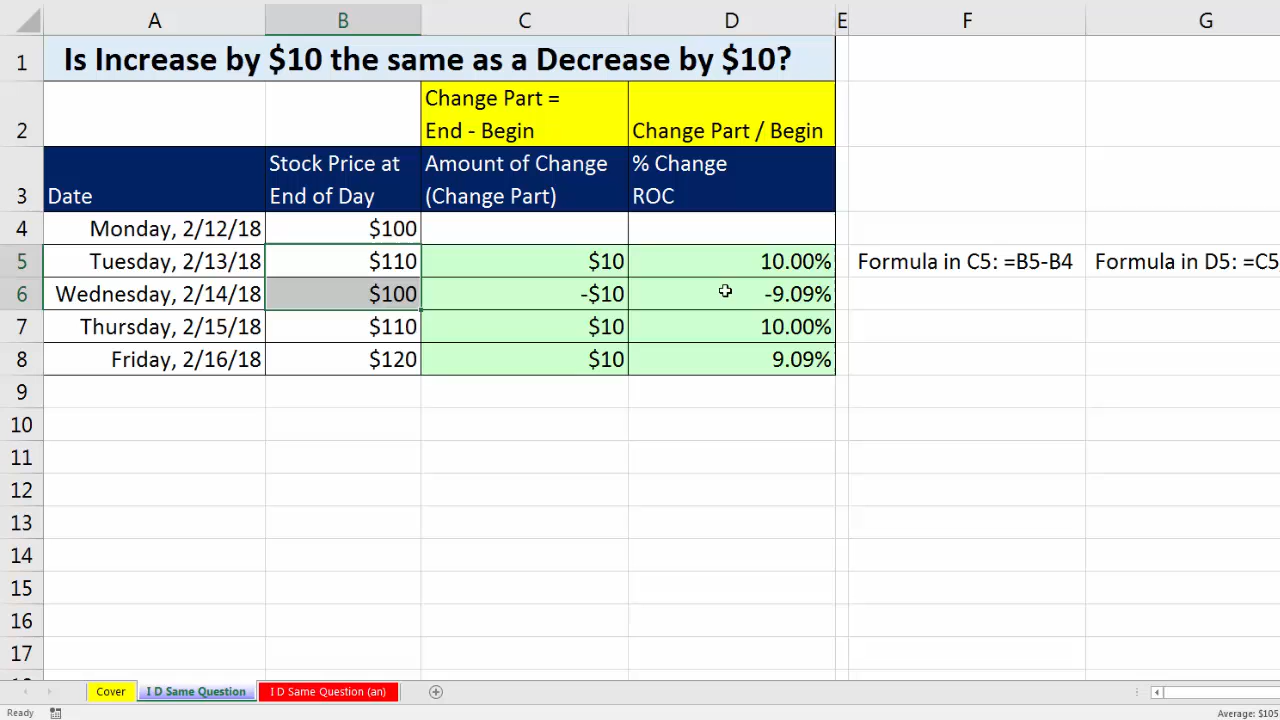 A B C D E F G
1 Is Increase by $10 the same as a Decrease by $10?
Change Part =
2 End - Begin Change Part / Begin
Stock Price at Amount of Change % Change
3 Date End of Day (Change Part) ROC
4 Monday, 2/12/18 $100
5 Tuesday, 2/13/18 $110 $10 10.00% Formula in C5: =B5-B4 Formula in D5: =C5
6 Wednesday, 2/14/18 $100 -$10 -9.09%
7 Thursday, 2/15/18 $110 $10 10.00%
8 Friday, 2/16/18 $120 $10 9.09%
9
10
11
12
13
14
15
16
17
Cover I D Same Question I D Same Question (an)
Ready Average: $105